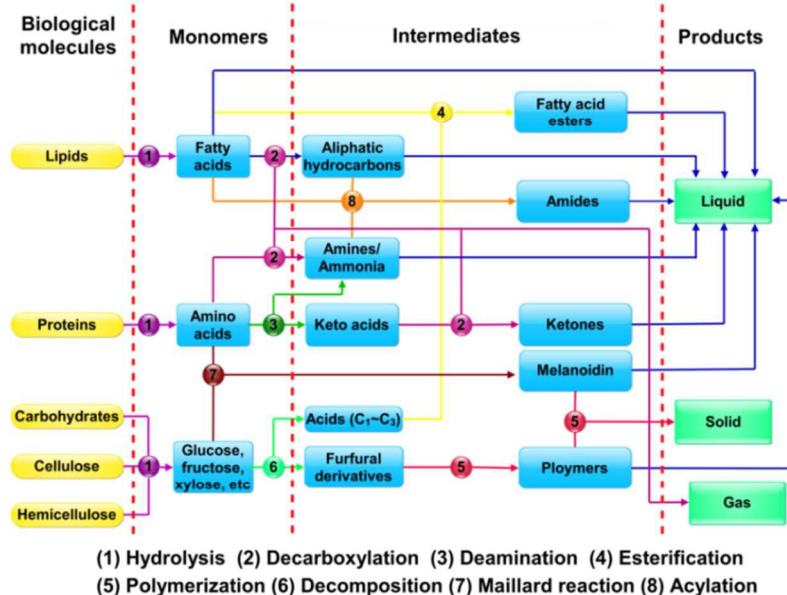 Biological
molecules
Monomers
Intermediates
Products
4
Fatty acid
esters
Lipids
1
Fatty
acids
2
Aliphatic
hydrocarbons
8
Amides
Liquid
2
Amines/
Ammonia
Proteins
1
Amino
acids
3
Keto acids
2
Ketones
7
Melanoidin
Carbohydrates
Acids (C₁~C₃)
5
Solid
Cellulose
1
Glucose,
fructose,
xylose, etc
6
Furfural
derivatives
5
Ploymers
Hemicellulose
Gas
(1) Hydrolysis (2) Decarboxylation (3) Deamination (4) Esterification
(5) Polymerization (6) Decomposition (7) Maillard reaction (8) Acylation